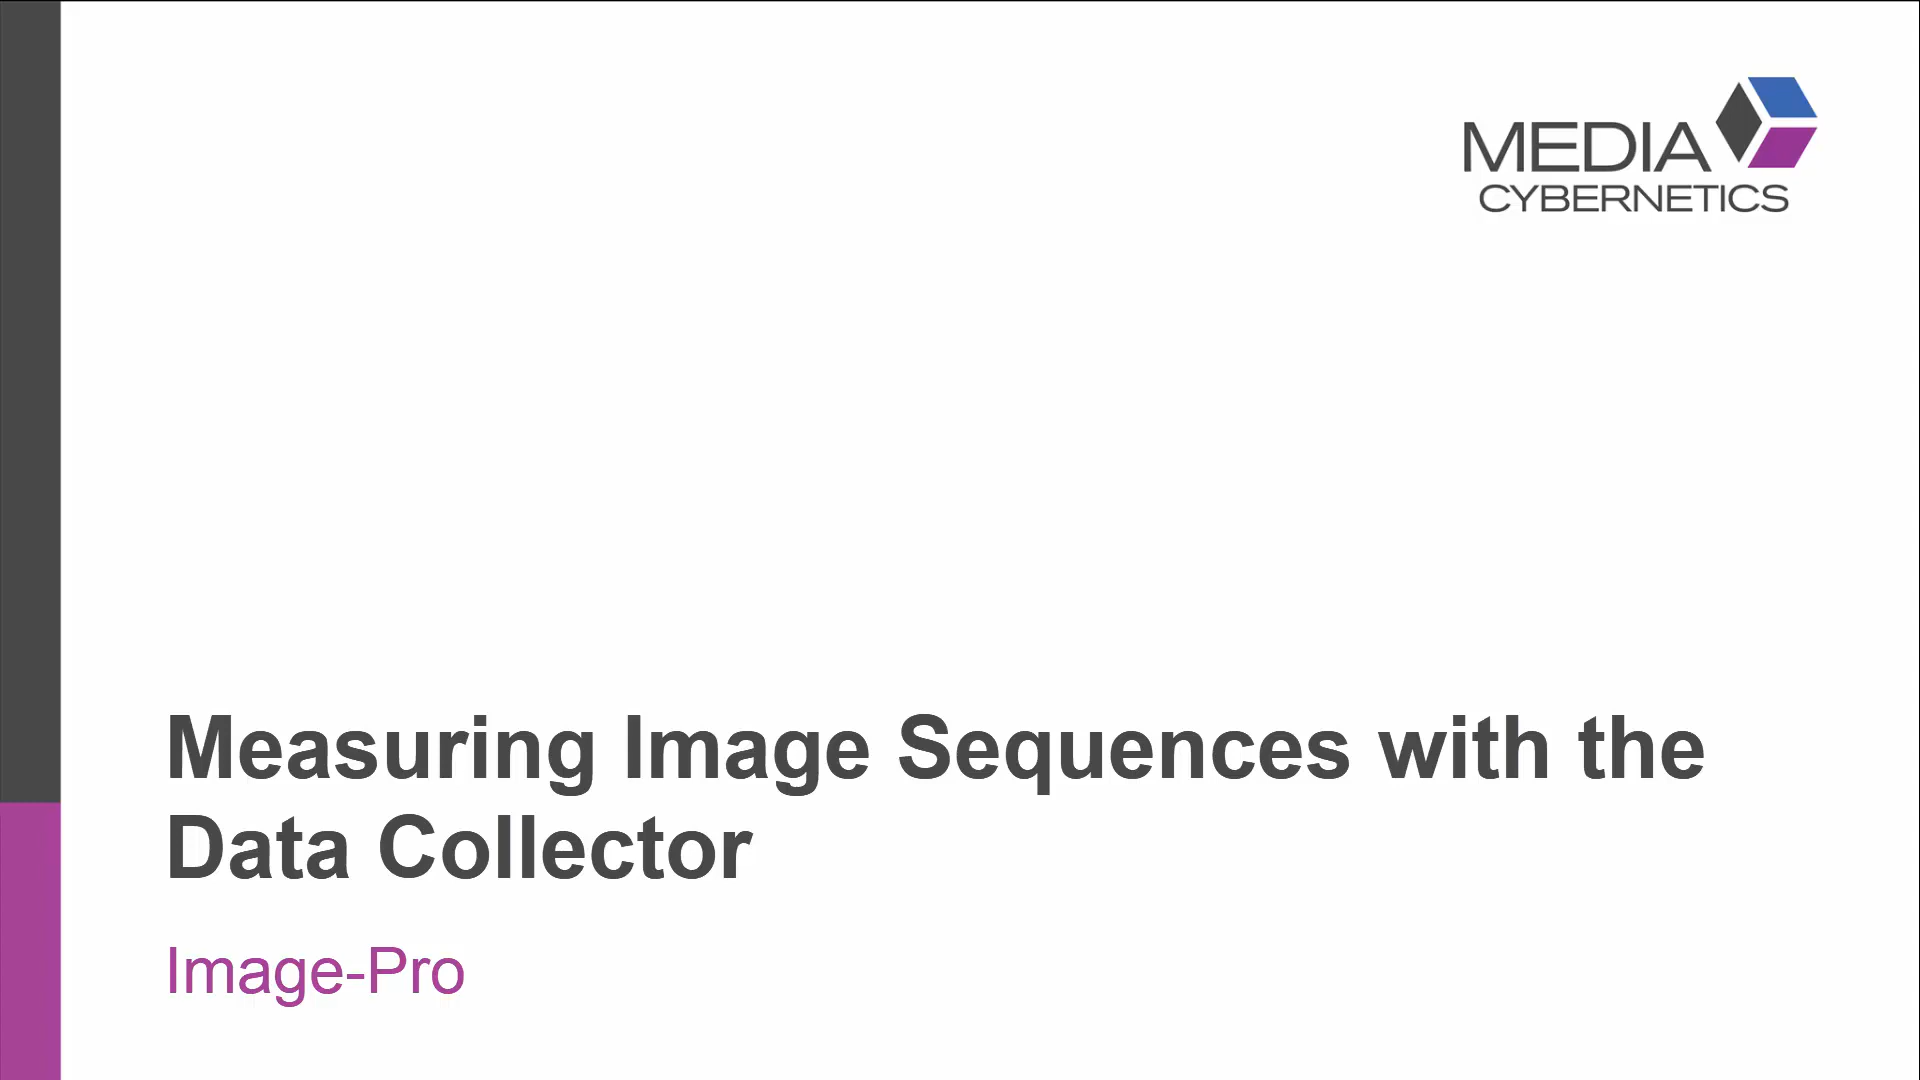 MEDIA
CYBERNETICS
Measuring Image Sequences with the
Data Collector
Image-Pro